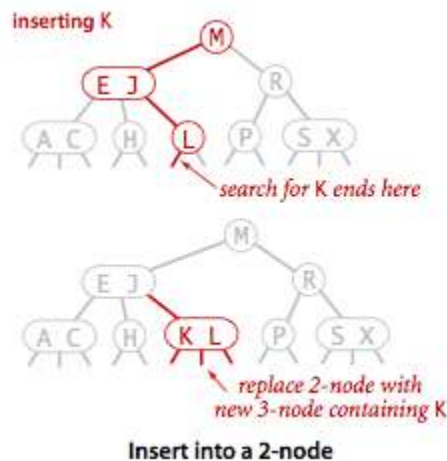 inserting K
M
E J
R
A C
H
L
P
S X
search for K ends here
M
E J
R
A C
H
K L
P
S X
replace 2-node with
new 3-node containing K
Insert into a 2-node